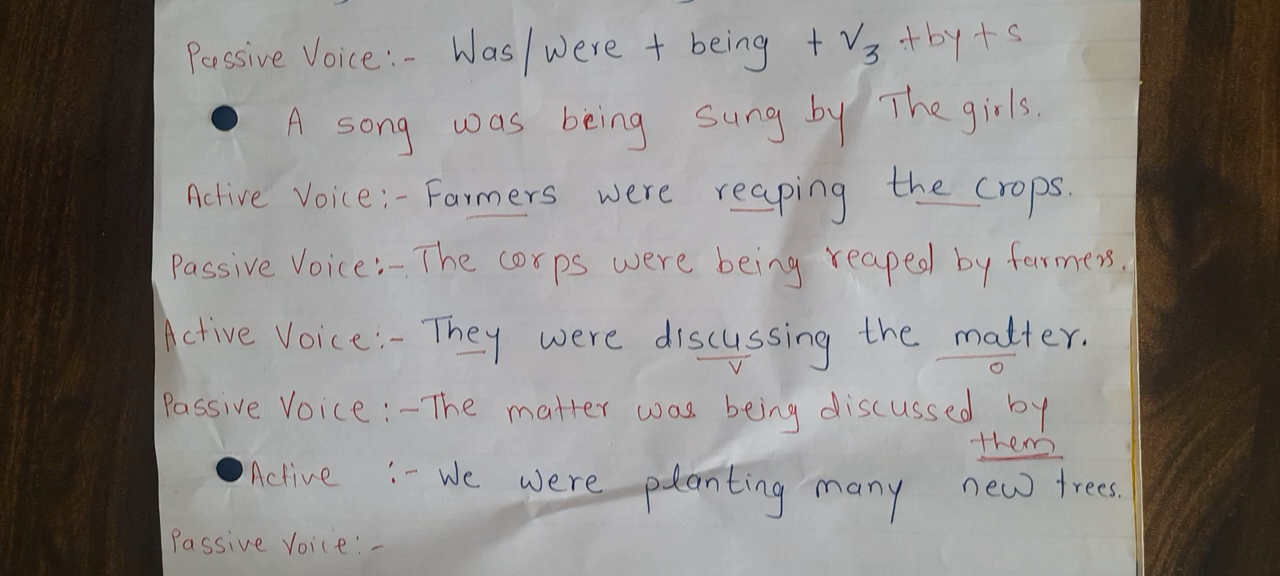 Passive Voice:- Was/were + being + V3 + by + s
A song was being sung by The girls.
Active Voice:- Farmers were reaping the crops.
Passive Voice:- The corps were being reaped by farmers.
Active Voice:- They were discussing the matter.
V O
Passive Voice:- The matter was being discussed by
them
Active :- We were planting many new trees.
Passive Voice:-